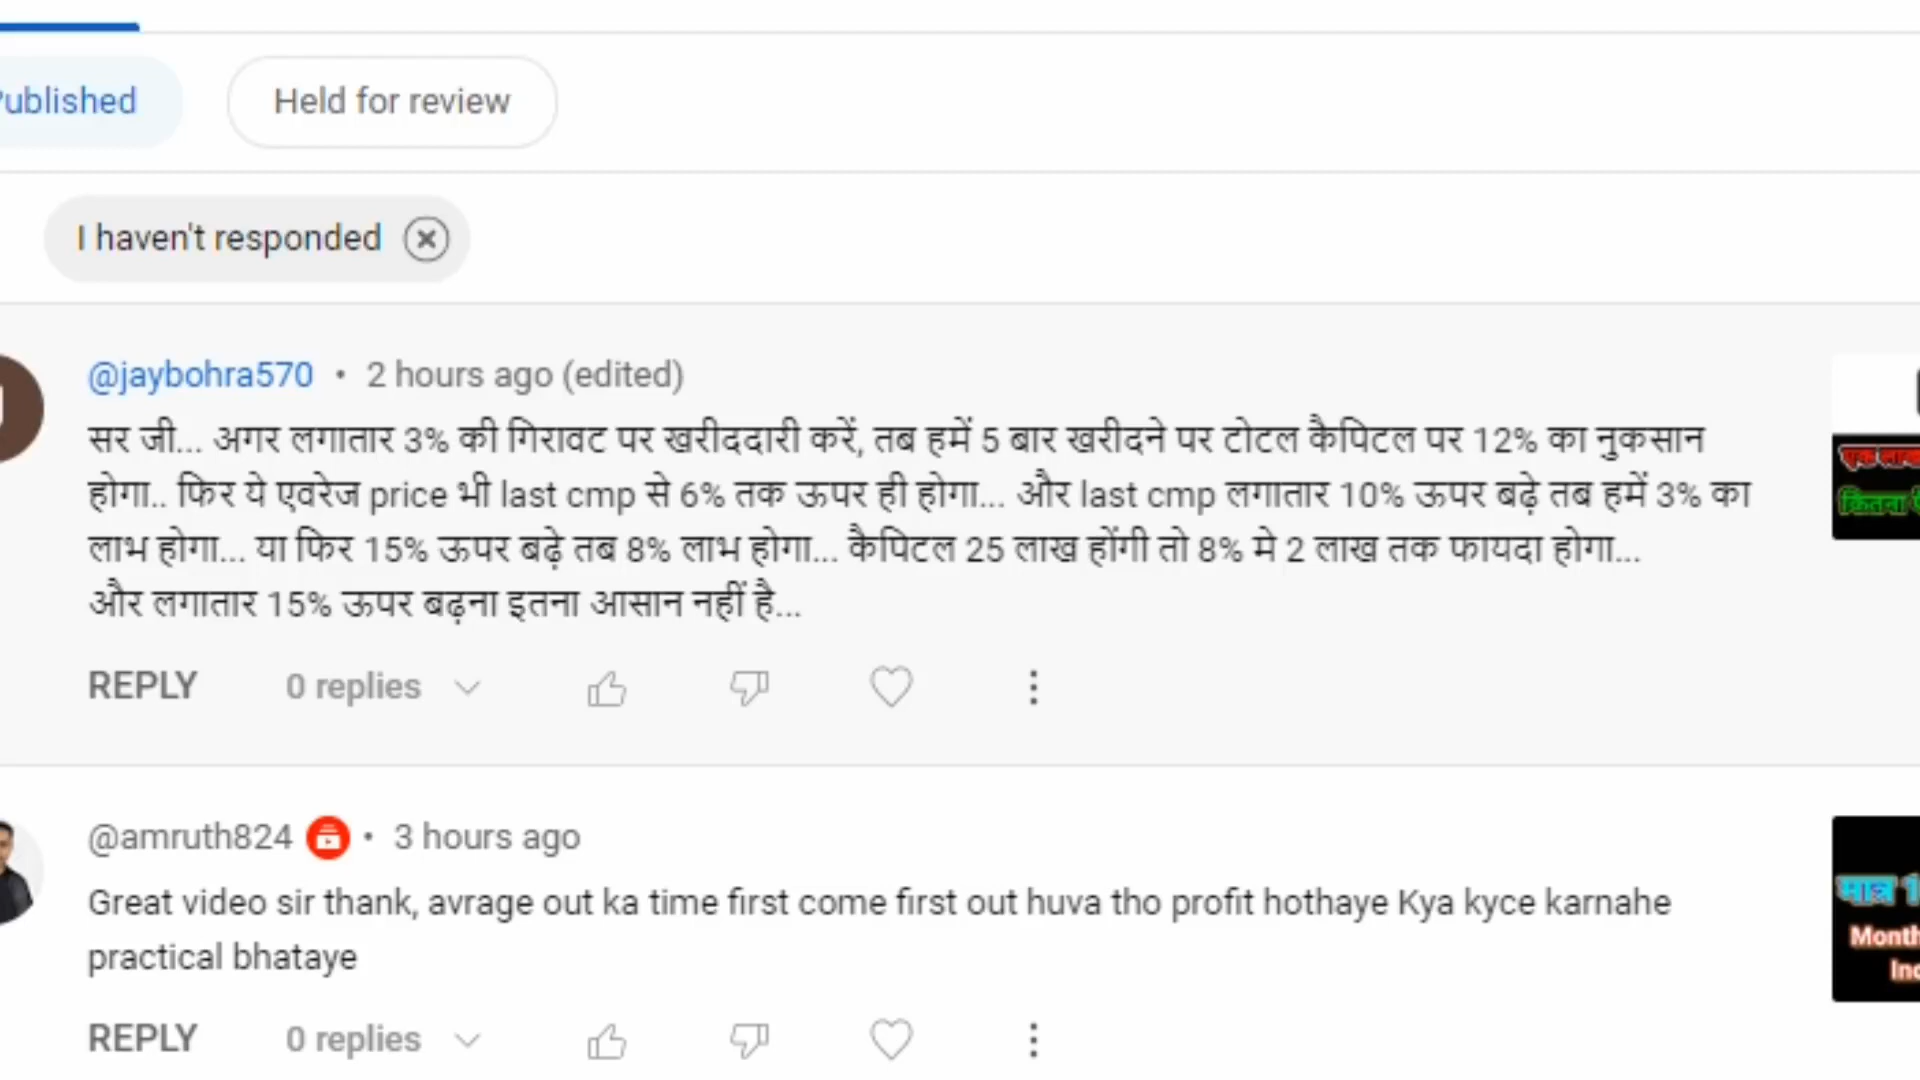 Published
Held for review
I haven't responded
@jaybohra570 • 2 hours ago (edited)
सर जी... अगर लगातार 3% की गिरावट पर खरीददारी करें, तब हमें 5 बार खरीदने पर टोटल कैपिटल पर 12% का नुकसान
होगा.. फिर ये एवरेज price भी last cmp से 6% तक ऊपर ही होगा... और last cmp लगातार 10% ऊपर बढ़े तब हमें 3% का
लाभ होगा... या फिर 15% ऊपर बढ़े तब 8% लाभ होगा... कैपिटल 25 लाख होंगी तो 8% मे 2 लाख तक फायदा होगा...
और लगातार 15% ऊपर बढ़ना इतना आसान नहीं है...
REPLY 0 replies
@amruth824 • 3 hours ago
Great video sir thank, avrage out ka time first come first out huva tho profit hothaye Kya kyce karnahe
practical bhataye
REPLY 0 replies
एक लाख
कितना
मात्र 1
Month
Inc